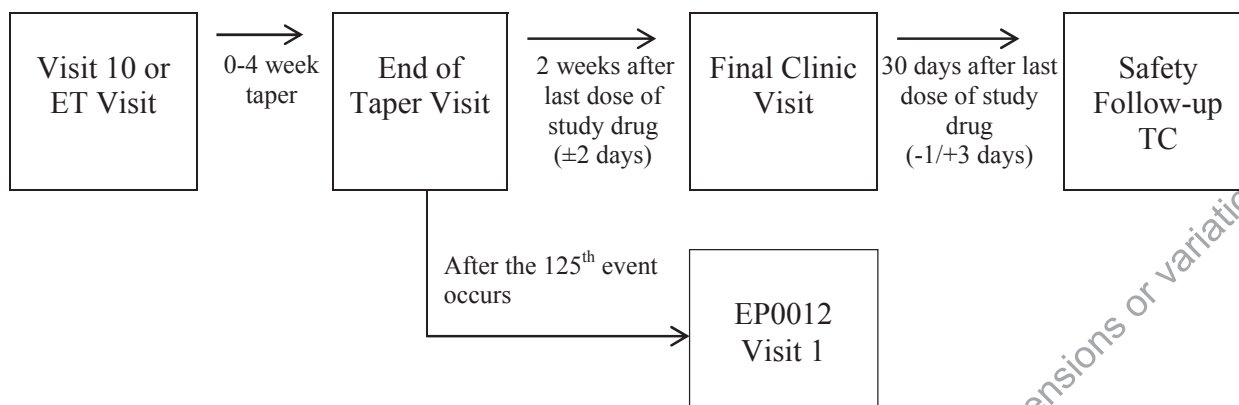 Visit 10 or
ET Visit
0-4 week
taper
End of
Taper Visit
2 weeks after
last dose of
study drug
(±2 days)
Final Clinic
Visit
30 days after last
dose of study
drug
(-1/+3 days)
Safety
Follow-up
TC
After the 125th event
occurs
EP0012
Visit 1
or